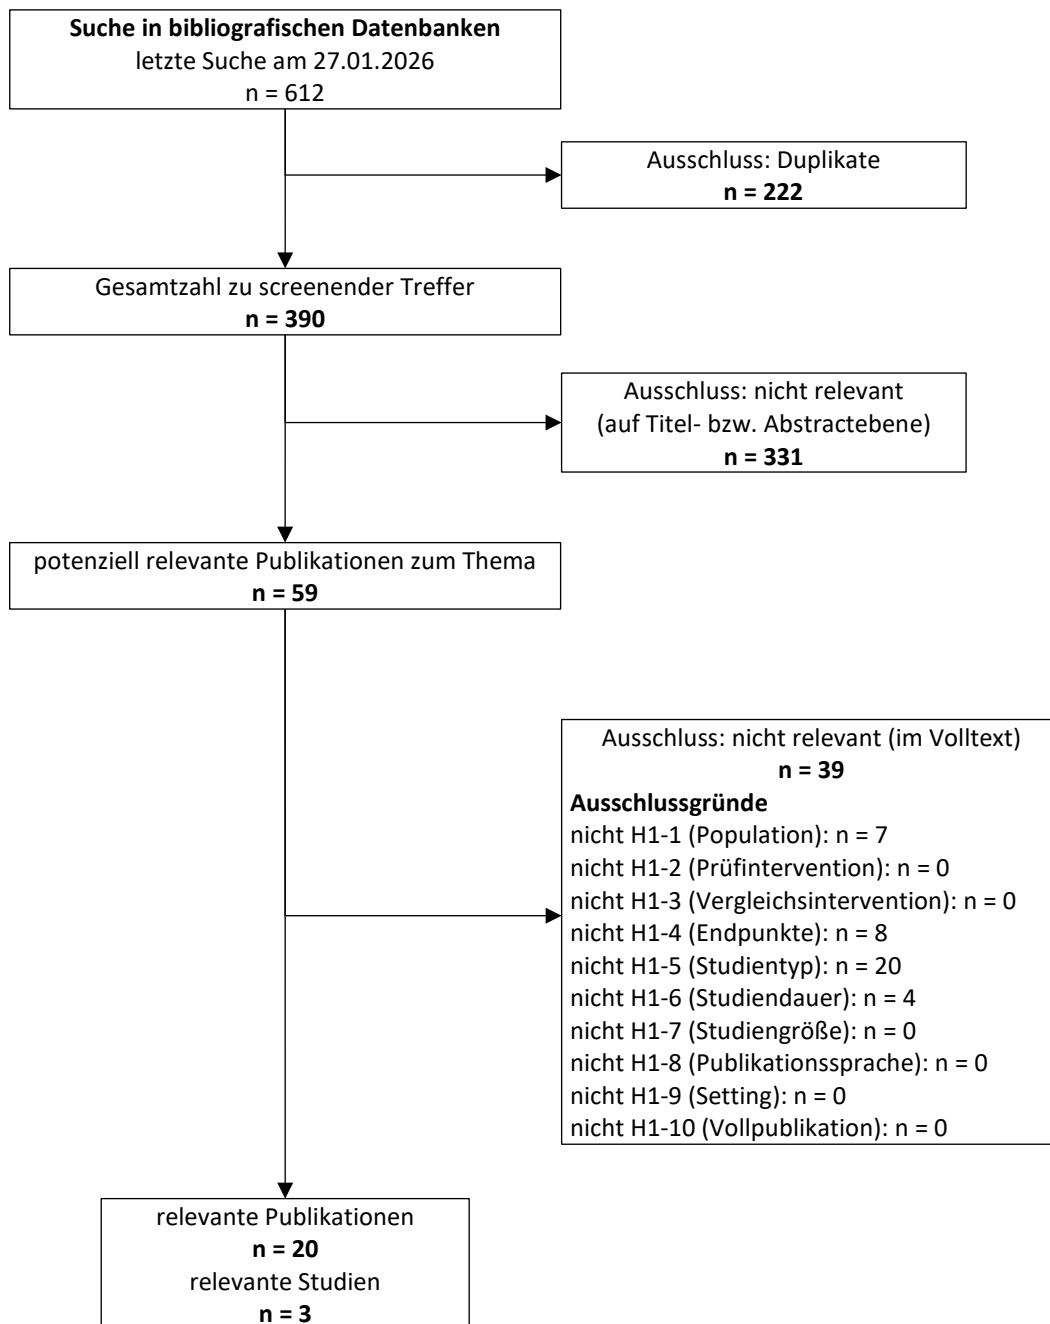 Suche in bibliografischen Datenbanken
letzte Suche am 27.01.2026
n = 612
Ausschluss: Duplikate
n = 222
Gesamtzahl zu screenender Treffer
n = 390
Ausschluss: nicht relevant
(auf Titel- bzw. Abstractebene)
n = 331
potenziell relevante Publikationen zum Thema
n = 59
Ausschluss: nicht relevant (im Volltext)
n = 39
Ausschlussgründe
nicht H1-1 (Population): n = 7
nicht H1-2 (Prüfintervention): n = 0
nicht H1-3 (Vergleichsintervention): n = 0
nicht H1-4 (Endpunkte): n = 8
nicht H1-5 (Studientyp): n = 20
nicht H1-6 (Studiendauer): n = 4
nicht H1-7 (Studiengröße): n = 0
nicht H1-8 (Publikationssprache): n = 0
nicht H1-9 (Setting): n = 0
nicht H1-10 (Vollpublikation): n = 0
relevante Publikationen
n = 20
relevante Studien
n = 3